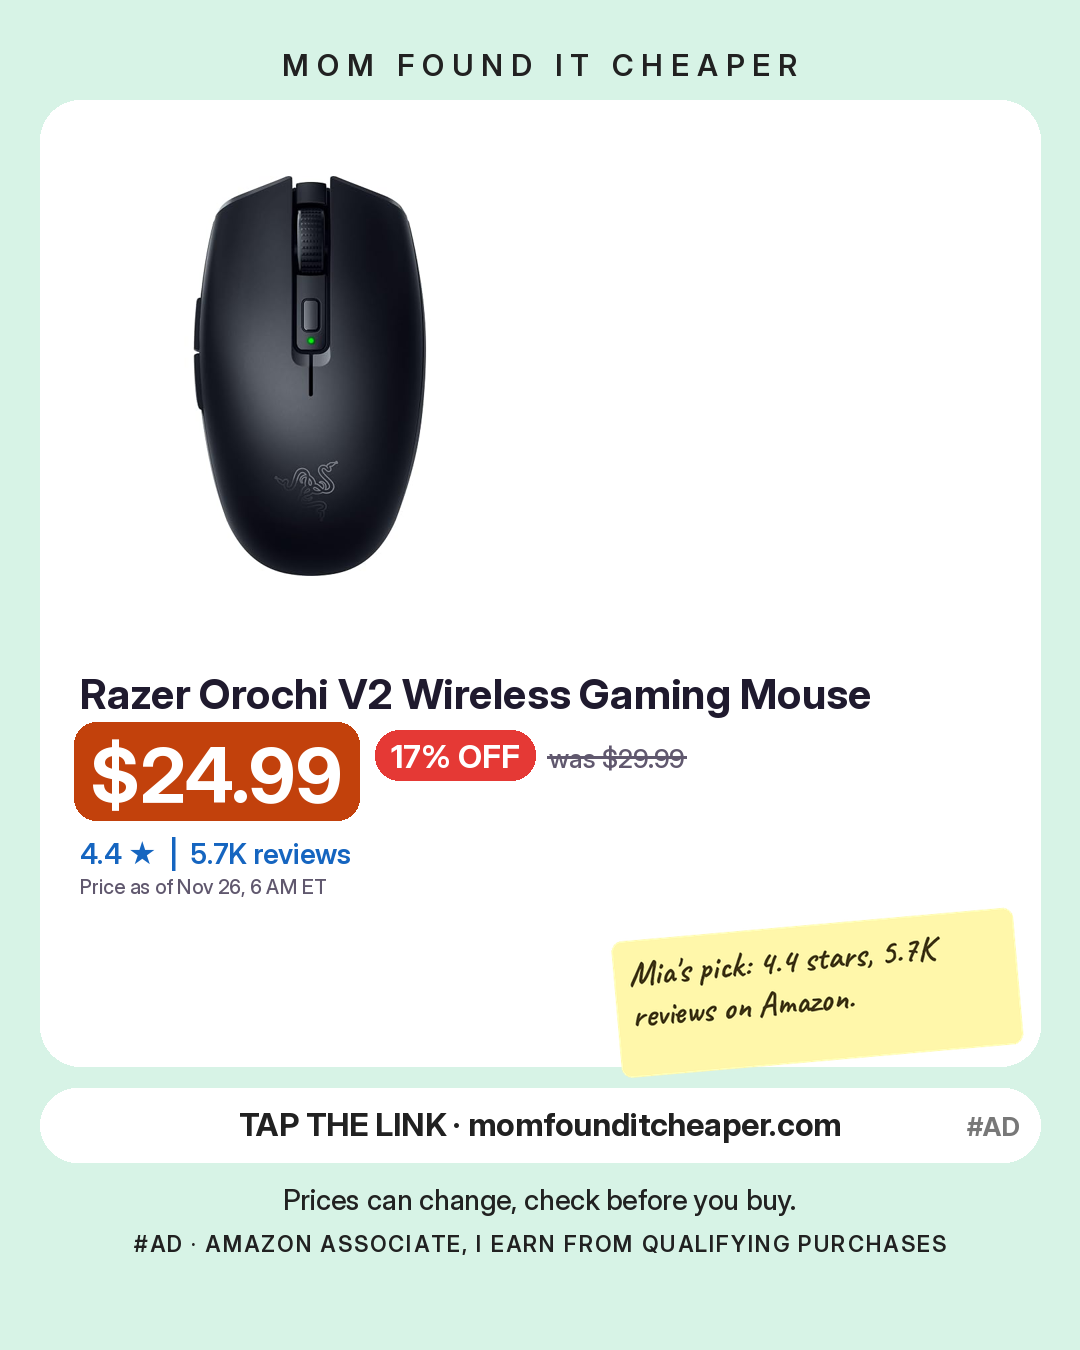 MOM FOUND IT CHEAPER
Razer Orochi V2 Wireless Gaming Mouse
$24.99
17% OFF
was $29.99
4.4 ★ | 5.7K reviews
Price as of Nov 26, 6 AM ET
Mia's pick: 4.4 stars, 5.7K
reviews on Amazon.
TAP THE LINK · momfounditcheaper.com
#AD
Prices can change, check before you buy.
#AD · AMAZON ASSOCIATE, I EARN FROM QUALIFYING PURCHASES